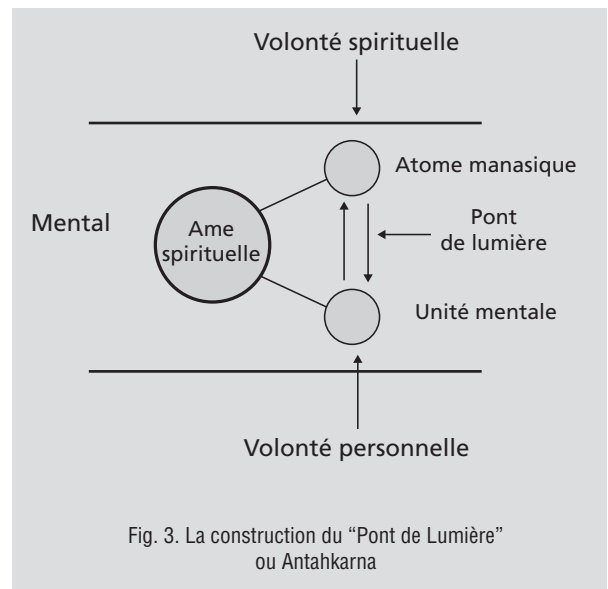 Volonté spirituelle
Atome manasique
Mental
Ame
spirituelle
Pont
de lumière
Unité mentale
Volonté personnelle
Fig. 3. La construction du “Pont de Lumière”
ou Antahkarna